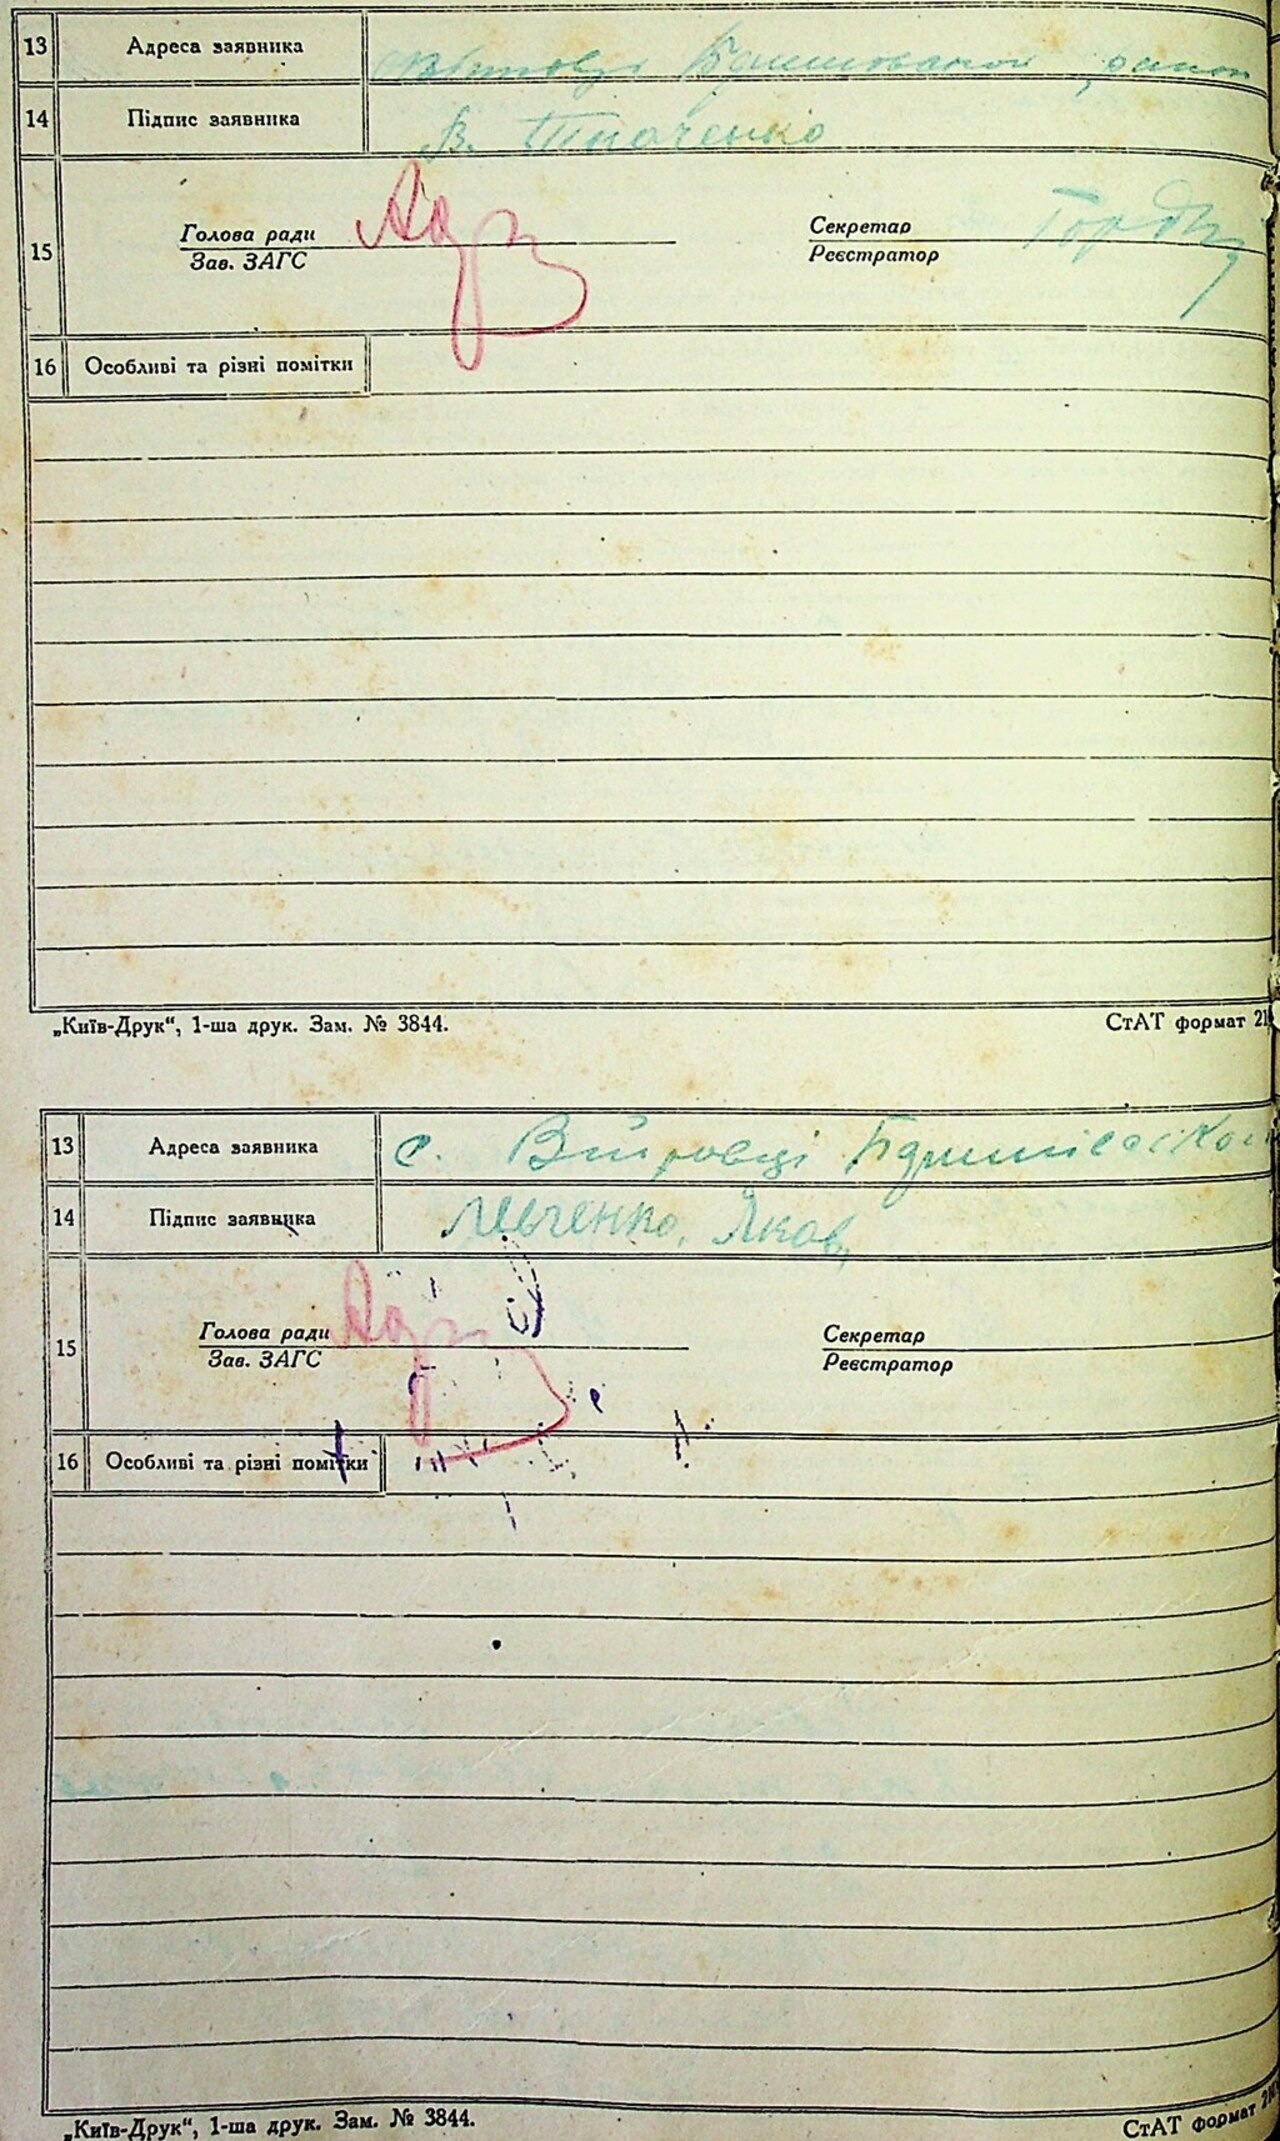 13 Адреса заявника
14 Підпис заявника В. Ткаченко
Голова ради Секретар
15
Зав. ЗАГС Реєстратор
16 Особливі та різні помітки
„Київ-Друк“, 1-ша друк. Зам. № 3844. СтАТ формат
13 Адреса заявника с.
14 Підпис заявника Левченко, Яков
Голова ради Секретар
15
Зав. ЗАГС Реєстратор
16 Особливі та різні помітки
„Київ-Друк“, 1-ша друк. Зам. № 3844. СтАТ формат